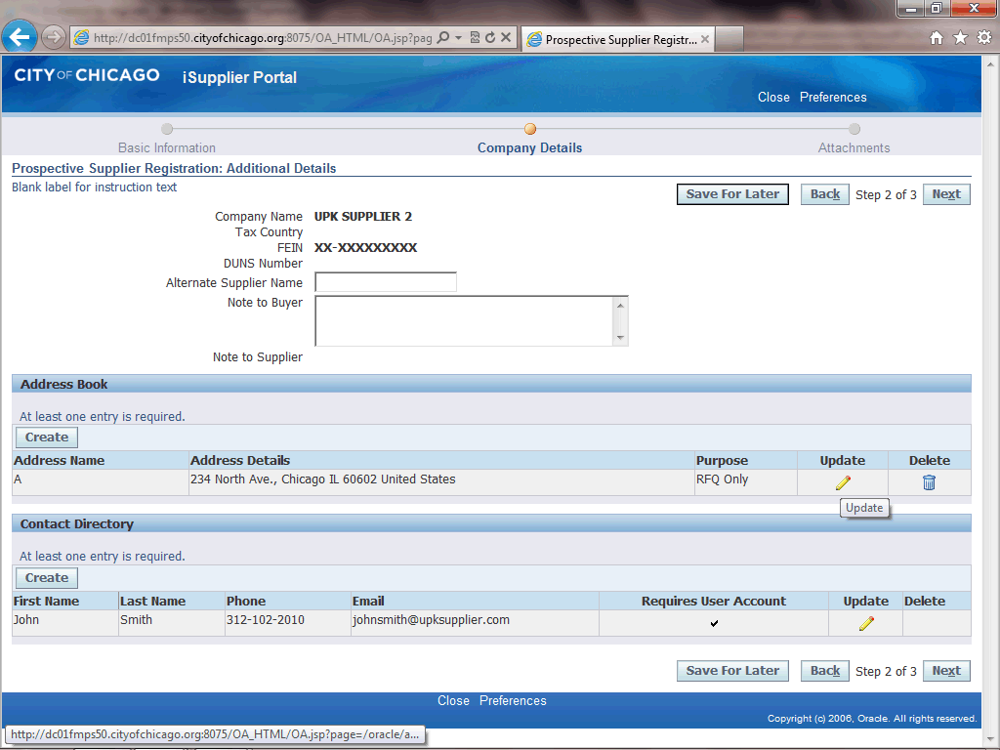 http://dc01fmps50.cityofchicago.org:8075/OA_HTML/OA.jsp?pag
Prospective Supplier Registr...
CITY OF CHICAGO iSupplier Portal
Close Preferences
Basic Information Company Details Attachments
Prospective Supplier Registration: Additional Details
Blank label for instruction text
Save For Later Back Step 2 of 3 Next
Company Name UPK SUPPLIER 2
Tax Country
FEIN XX-XXXXXXXXX
DUNS Number
Alternate Supplier Name
Note to Buyer
Note to Supplier
Address Book
At least one entry is required.
Create
Address Name Address Details Purpose Update Delete
A 234 North Ave., Chicago IL 60602 United States RFQ Only
Update
Contact Directory
At least one entry is required.
Create
First Name Last Name Phone Email Requires User Account Update Delete
John Smith 312-102-2010 johnsmith@upksupplier.com
Save For Later Back Step 2 of 3 Next
Close Preferences
Copyright (c) 2006, Oracle. All rights reserved.
http://dc01fmps50.cityofchicago.org:8075/OA_HTML/OA.jsp?page=/oracle/a...